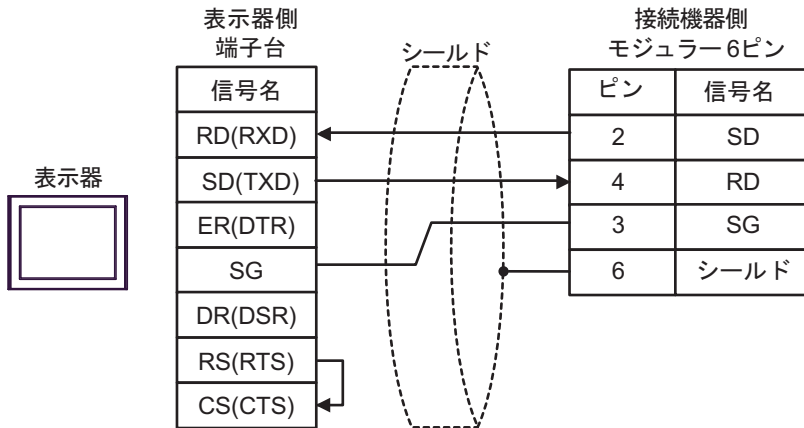 表示器側
端子台
シールド
接続機器側
モジュラー6ピン
表示器
信号名
RD(RXD)
SD(TXD)
ER(DTR)
SG
DR(DSR)
RS(RTS)
CS(CTS)
ピン 信号名
2 SD
4 RD
3 SG
6 シールド